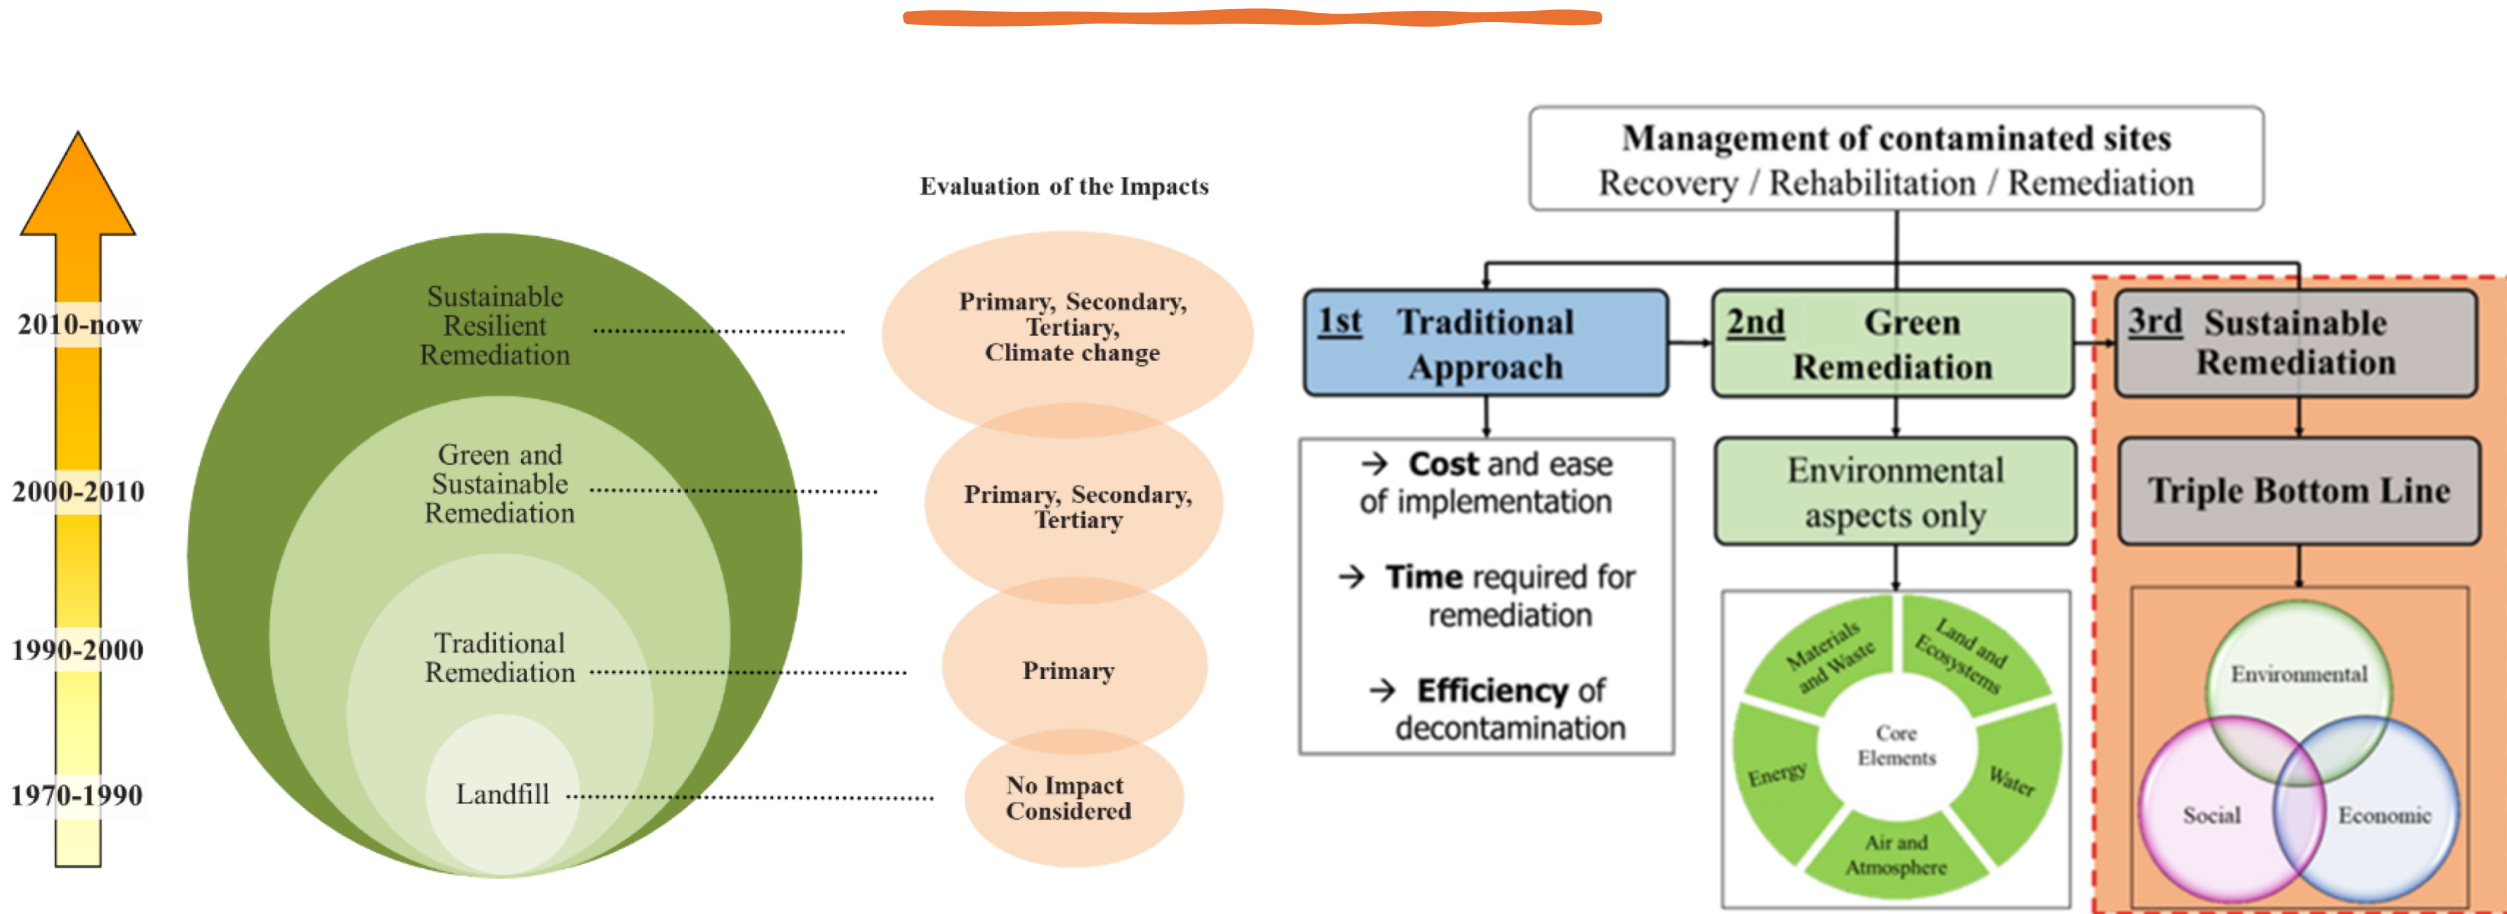 2010-now
2000-2010
1990-2000
1970-1990
Sustainable
Resilient
Remediation
Green and
Sustainable
Remediation
Traditional
Remediation
Landfill
Evaluation of the Impacts
Primary, Secondary,
Tertiary,
Climate change
Primary, Secondary,
Tertiary
Primary
No Impact
Considered
Management of contaminated sites
Recovery / Rehabilitation / Remediation
1st Traditional
Approach
→ Cost and ease
of implementation
→ Time required for
remediation
→ Efficiency of
decontamination
2nd Green
Remediation
Environmental
aspects only
Materials
and Waste
Land and
Ecosystems
Energy
Core
Elements
Water
Air and
Atmosphere
3rd Sustainable
Remediation
Triple Bottom Line
Environmental
Social
Economic